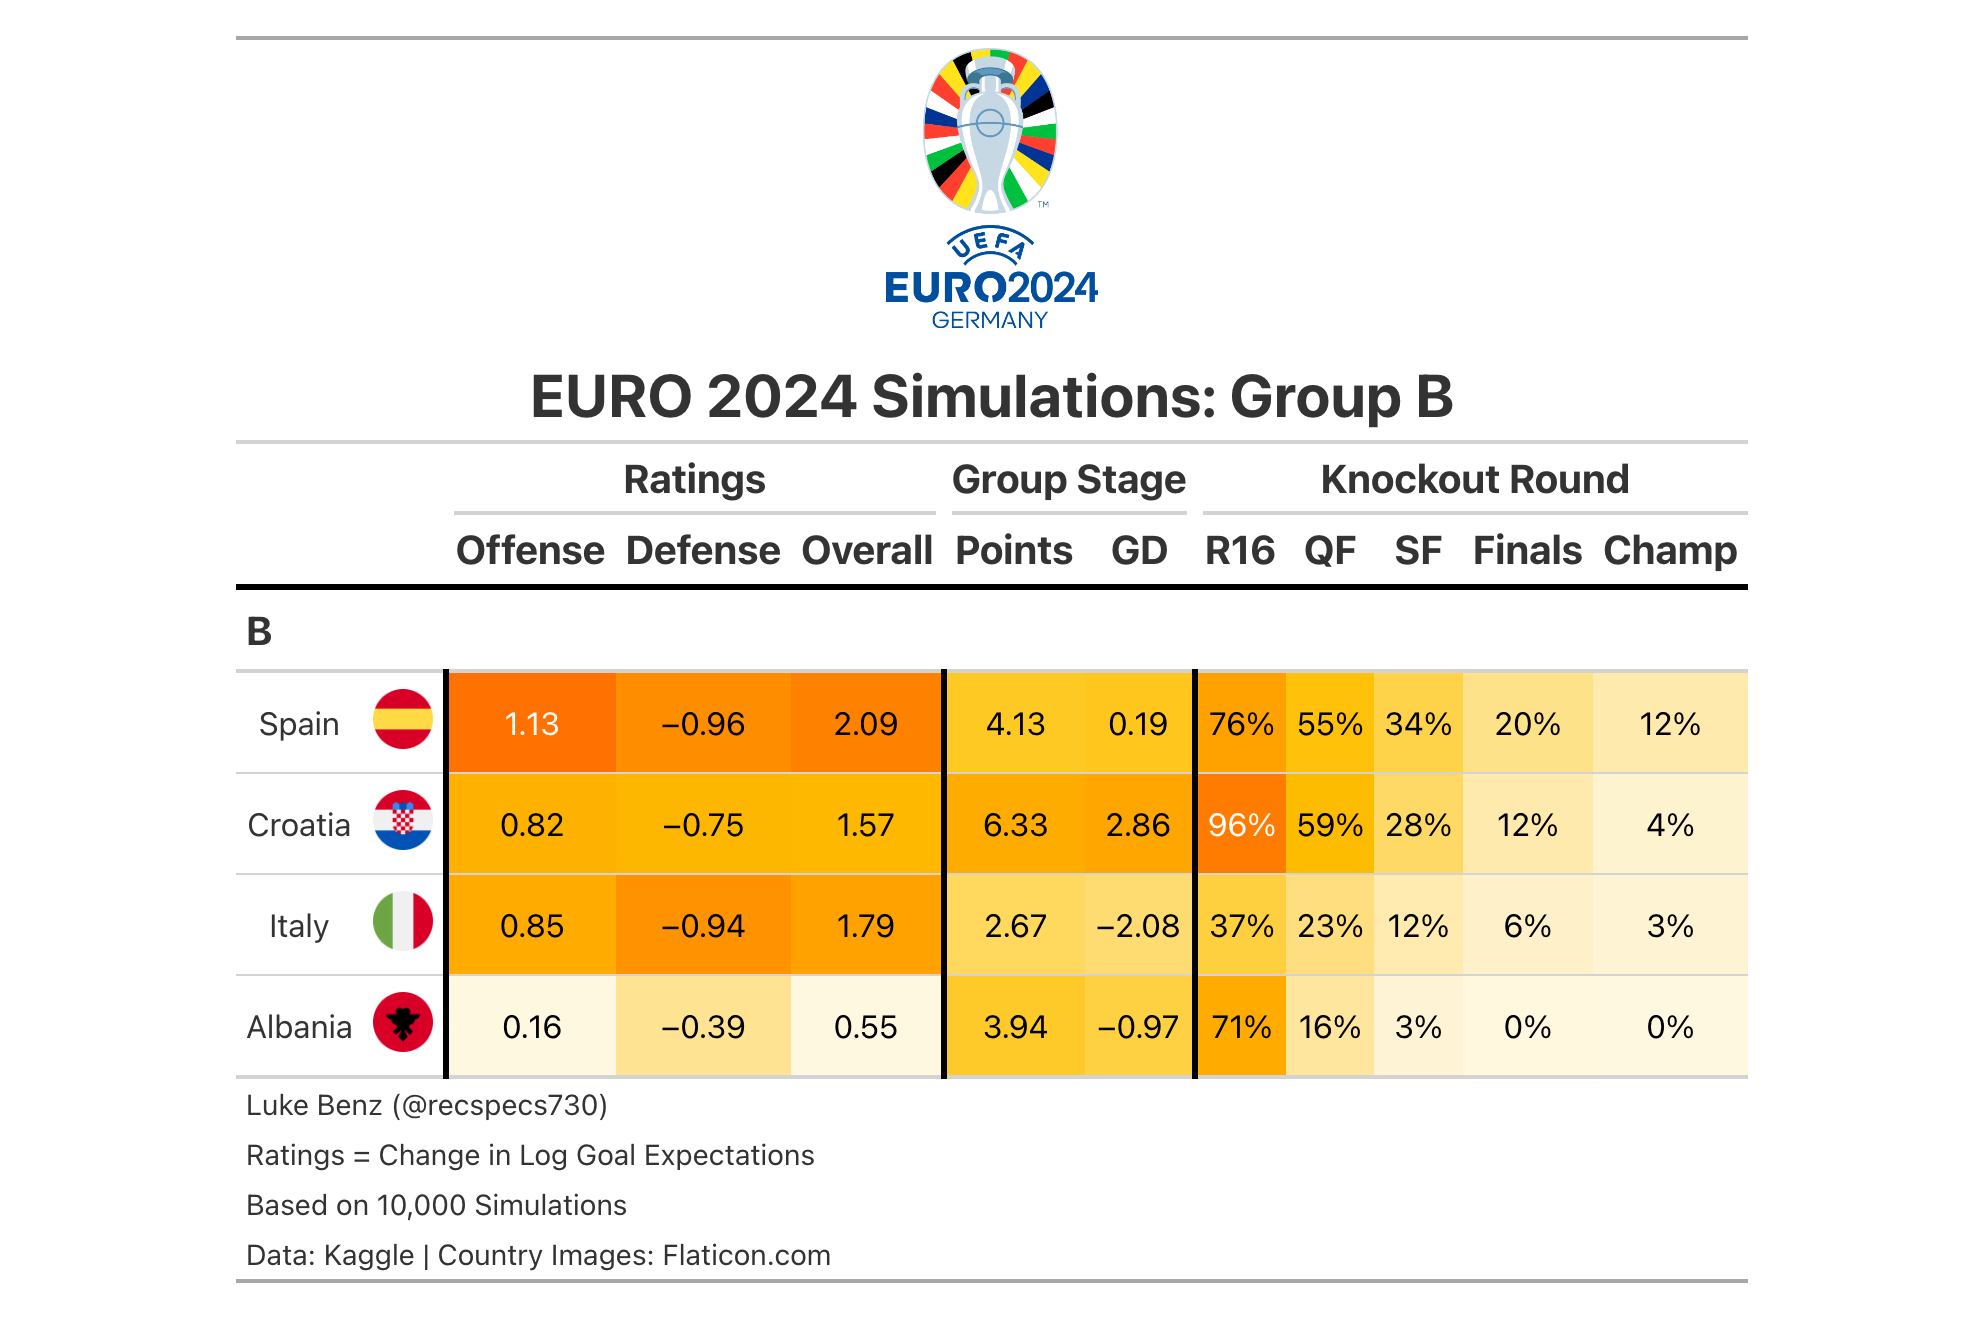 TM
UEFA
EURO2024
GERMANY
EURO 2024 Simulations: Group B
Ratings Group Stage Knockout Round
Offense Defense Overall Points GD R16 QF SF Finals Champ
B
Spain 1.13 −0.96 2.09 4.13 0.19 76% 55% 34% 20% 12%
Croatia 0.82 −0.75 1.57 6.33 2.86 96% 59% 28% 12% 4%
Italy 0.85 −0.94 1.79 2.67 −2.08 37% 23% 12% 6% 3%
Albania 0.16 −0.39 0.55 3.94 −0.97 71% 16% 3% 0% 0%
Luke Benz (@recspecs730)
Ratings = Change in Log Goal Expectations
Based on 10,000 Simulations
Data: Kaggle | Country Images: Flaticon.com